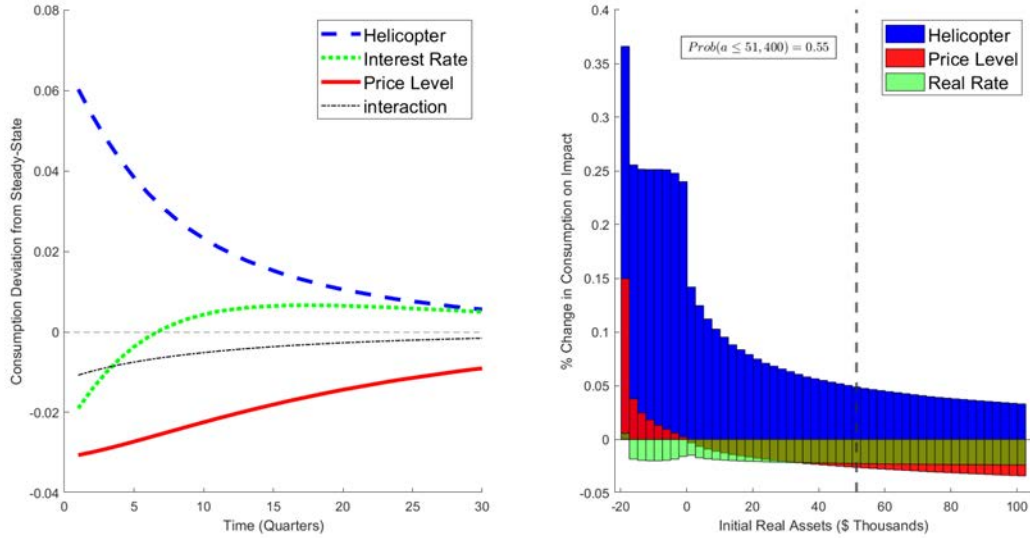 0.08
0.06
0.04
0.02
0
-0.02
-0.04
0
5
10
15
20
25
30
Consumption Deviation from Steady-State
Time (Quarters)
Helicopter
Interest Rate
Price Level
interaction
0.4
0.35
0.3
0.25
0.2
0.15
0.1
0.05
0
-0.05
-20
0
20
40
60
80
100
% Change in Consumption on Impact
Initial Real Assets ($ Thousands)
Prob(a ≤ 51,400) = 0.55
Helicopter
Price Level
Real Rate